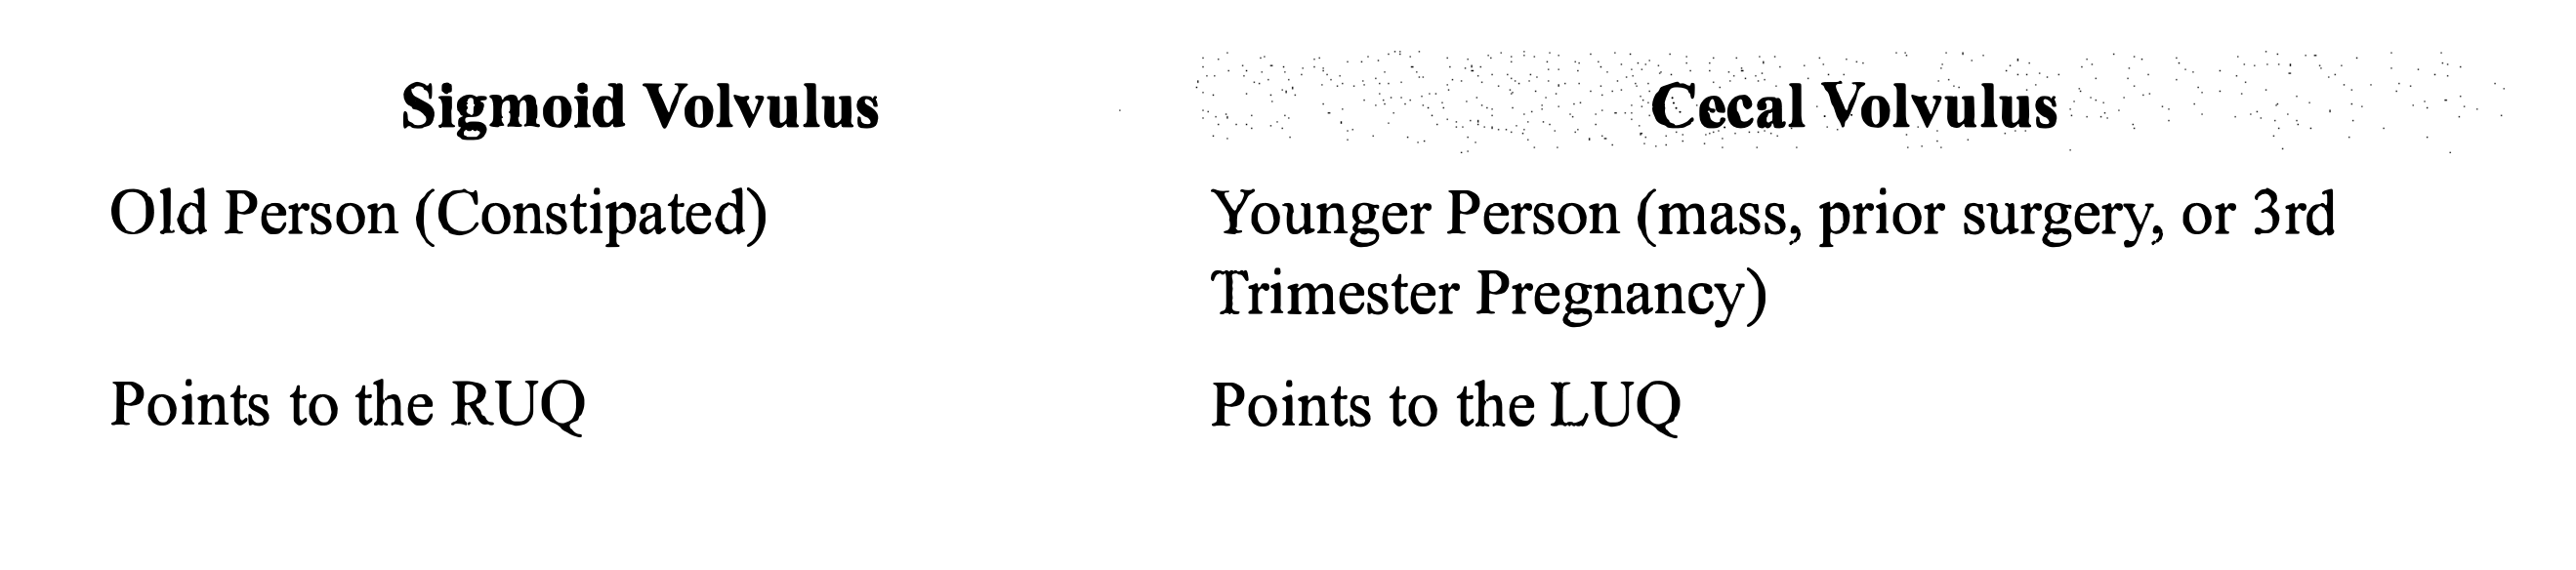 Sigmoid Volvulus
Cecal Volvulus
Old Person (Constipated)
Younger Person (mass, prior surgery, or 3rd
Trimester Pregnancy)
Points to the RUQ
Points to the LUQ